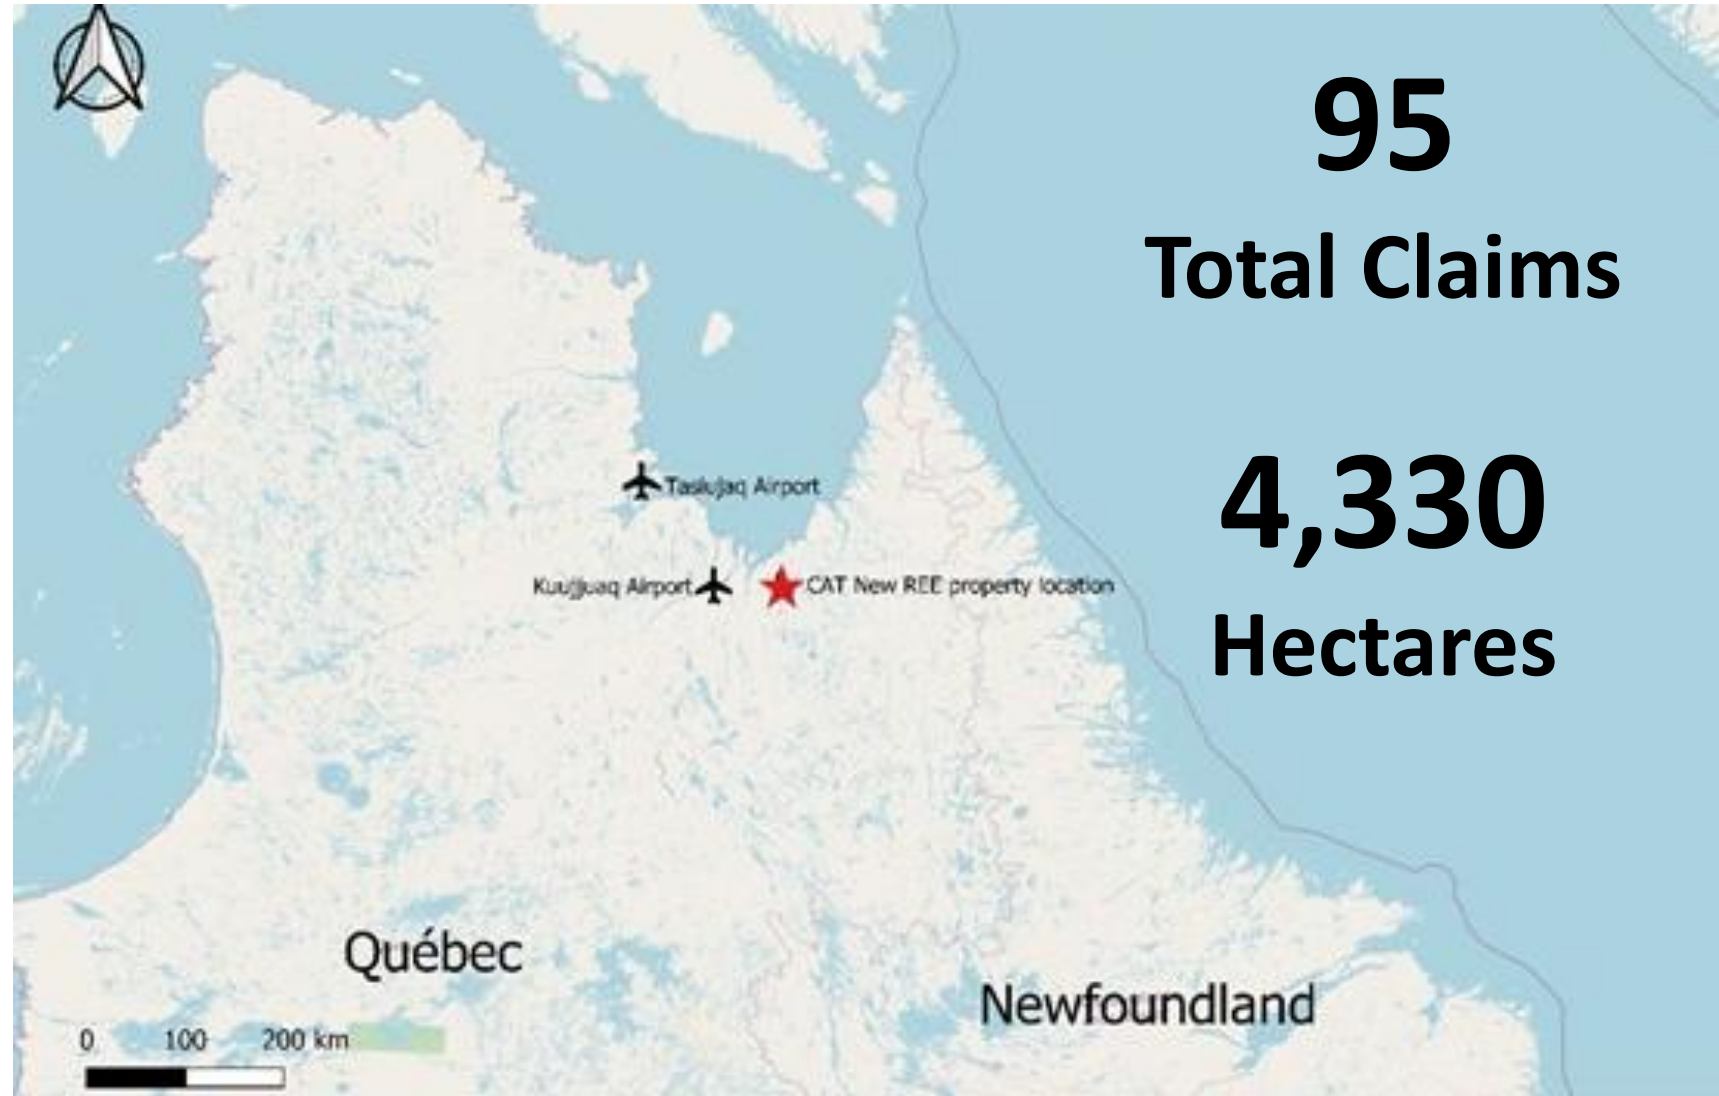 95
Total Claims
4,330
Hectares
Tasiujaq Airport
Kuujjuaq Airport
CAT New REE property location
Québec
Newfoundland
0 100 200 km